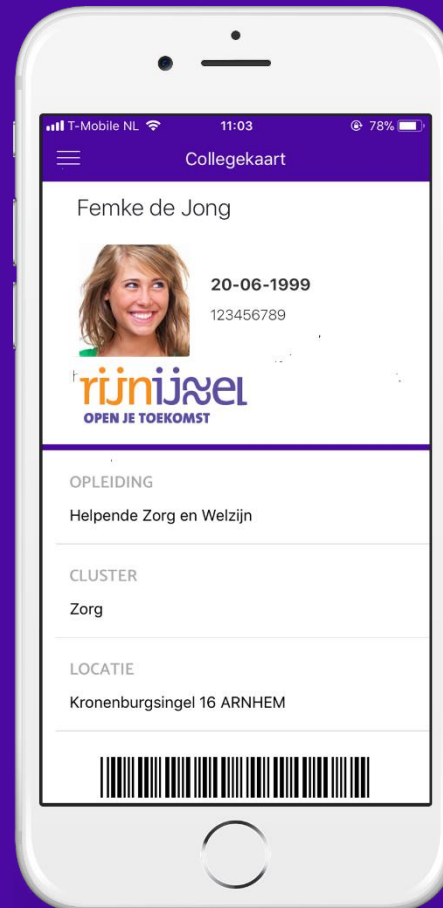 T-Mobile NL 11:03 78%
Collegekaart
Femke de Jong
20-06-1999
123456789
rijnijssel
OPEN JE TOEKOMST
OPLEIDING
Helpende Zorg en Welzijn
CLUSTER
Zorg
LOCATIE
Kronenburgsingel 16 ARNHEM